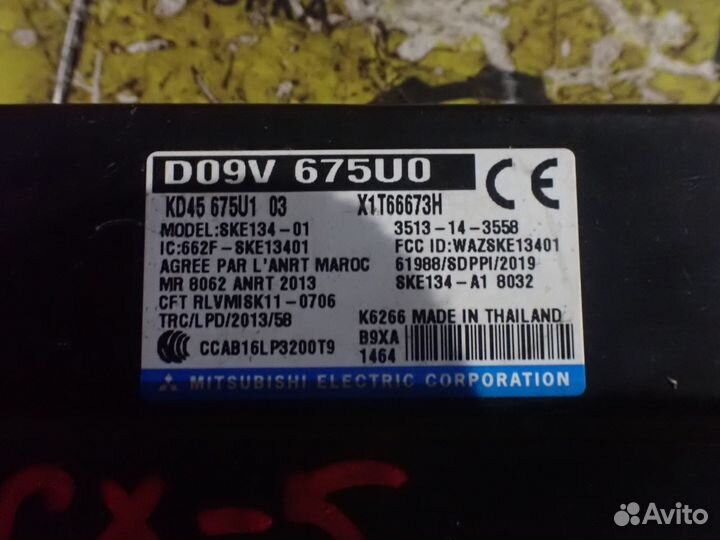 D09V 675U0
KD45 675U1 03 X1T66673H
MODEL:SKE134-01 3513-14-3558
IC:662F-SKE13401 FCC ID:WAZSKE13401
AGREE PAR L'ANRT MAROC 61988/SDPPI/2019
MR 8062 ANRT 2013 SKE134-A1 8032
CFT RLVMISK11-0706
TRC/LPD/2013/58 K6266 MADE IN THAILAND
CCAB16LP3200T9 B9XA
1464
MITSUBISHI ELECTRIC CORPORATION
CX-5
Avito